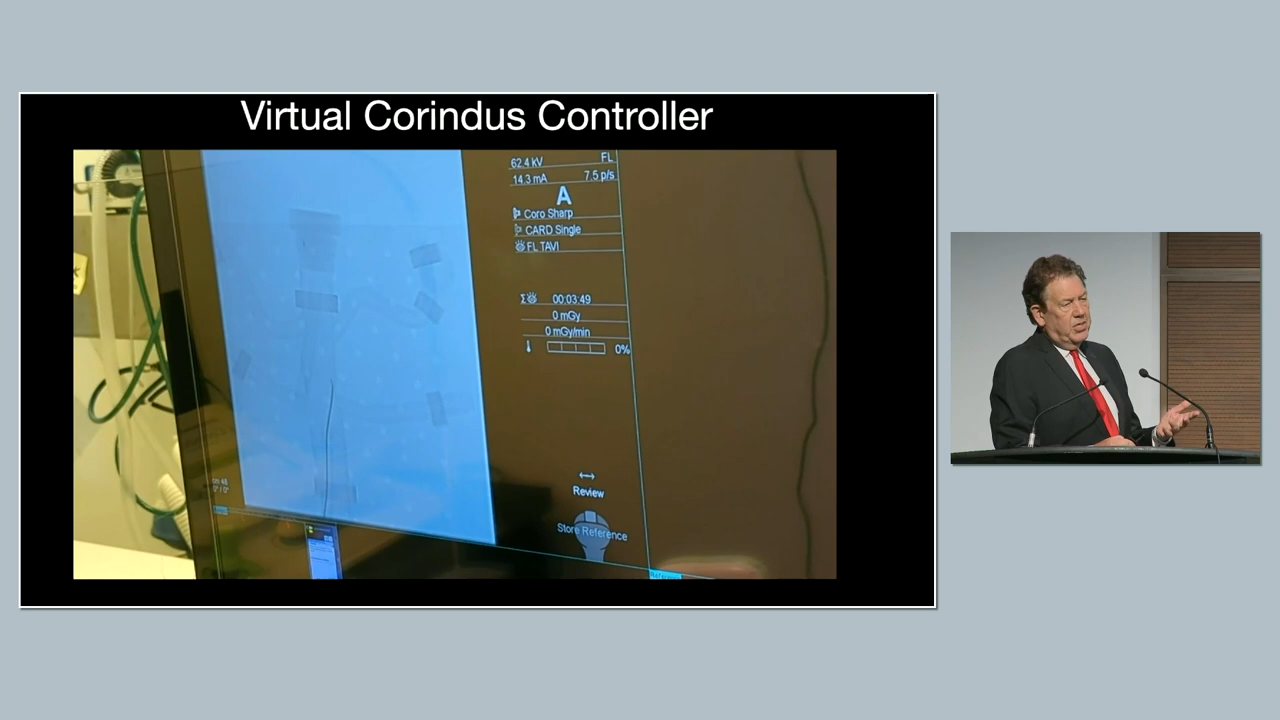 Virtual Corindus Controller
62.4 kV FL
14.3 mA 7.5 p/s
A
Coro Sharp
CARD Single
FL TAVI
00:03:49
0 mGy
0 mGy/min
0%
Review
Store Reference